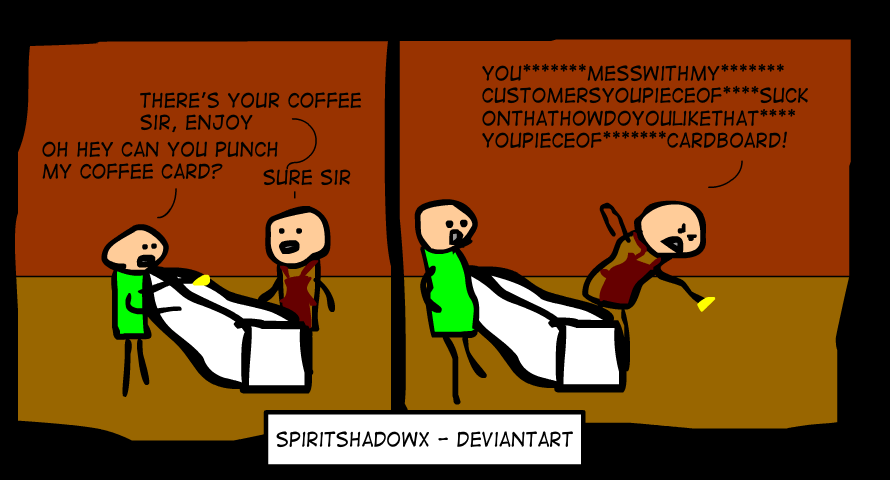 THERE'S YOUR COFFEE
SIR, ENJOY
OH HEY CAN YOU PUNCH
MY COFFEE CARD?
SURE SIR
YOU*******MESSWITHMY*******
CUSTOMERSYOUPIECEOF****SUCK
ONTHATHOWDOYOULIKETHAT****
YOUPIECEOF*******CARDBOARD!
SPIRITSHADOWX - DEVIANTART